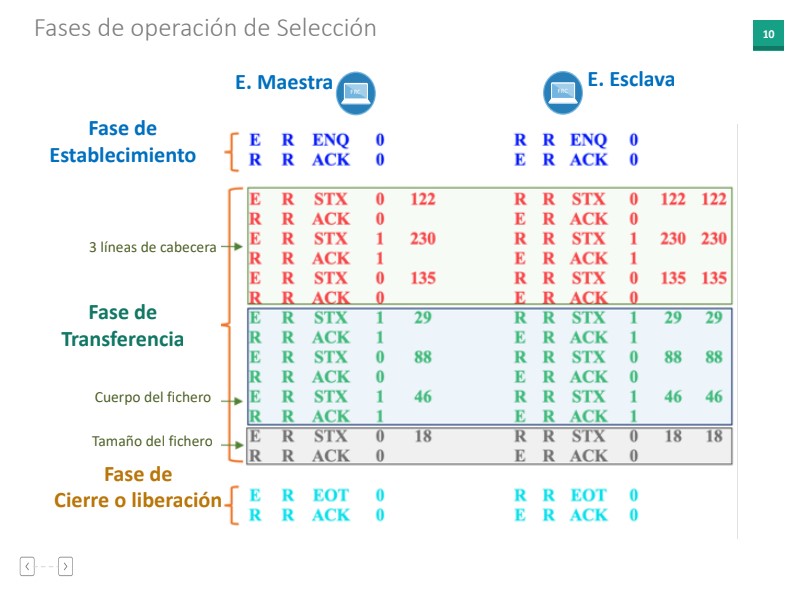 Fases de operación de Selección
10
E. Maestra
E. Esclava
Fase de
Establecimiento
E R ENQ 0 R R ENQ 0
R R ACK 0 E R ACK 0
3 líneas de cabecera
E R STX 0 122 R R STX 0 122 122
R R ACK 0 E R ACK 0
E R STX 1 230 R R STX 1 230 230
R R ACK 1 E R ACK 1
E R STX 0 135 R R STX 0 135 135
R R ACK 0 E R ACK 0
Fase de
Transferencia
E R STX 1 29 R R STX 1 29 29
R R ACK 1 E R ACK 1
E R STX 0 88 R R STX 0 88 88
R R ACK 0 E R ACK 0
Cuerpo del fichero
E R STX 1 46 R R STX 1 46 46
R R ACK 1 E R ACK 1
Tamaño del fichero
E R STX 0 18 R R STX 0 18 18
R R ACK 0 E R ACK 0
Fase de
Cierre o liberación
E R EOT 0 R R EOT 0
R R ACK 0 E R ACK 0